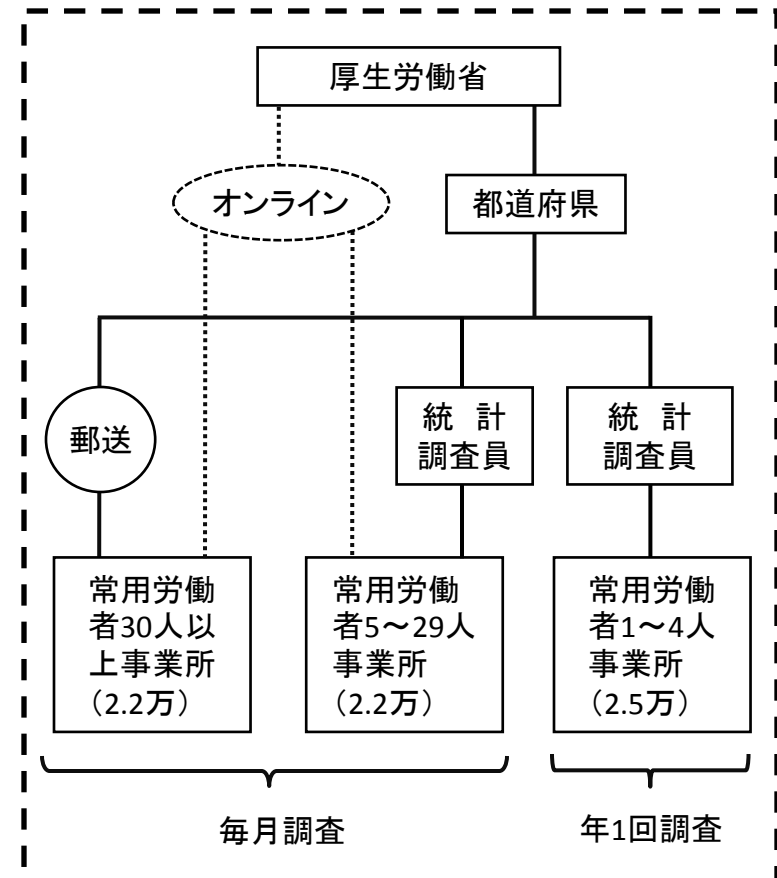 厚生労働省
オンライン
都道府県
郵送
統 計
調査員
統 計
調査員
常用労働
者30人以
上事業所
（2.2万）
常用労働
者5～29人
事業所
（2.2万）
常用労働
者1～4人
事業所
（2.5万）
毎月調査
年1回調査